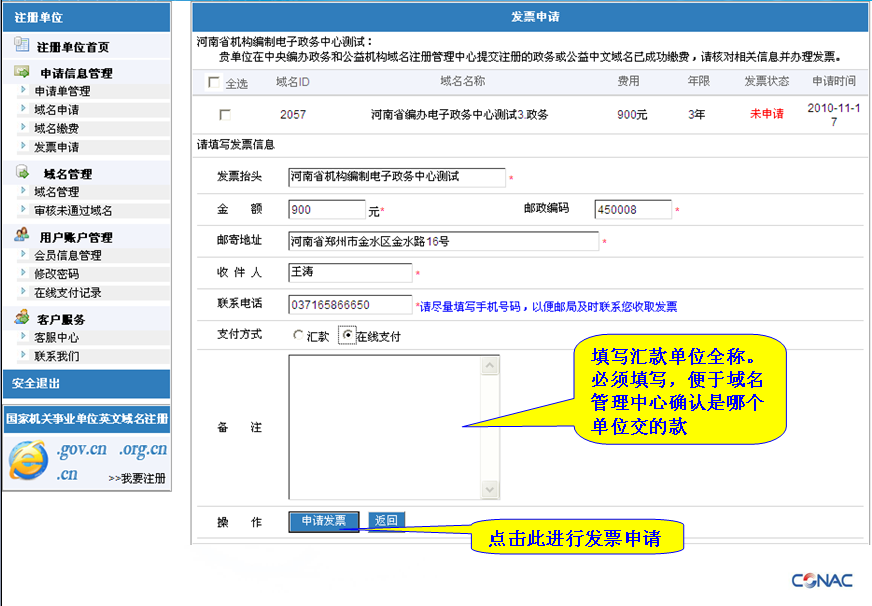 注册单位
注册单位首页
申请信息管理
申请单管理
域名申请
域名缴费
发票申请
域名管理
域名管理
审核未通过域名
用户账户管理
会员信息管理
修改密码
在线支付记录
客户服务
客服中心
联系我们
安全退出
国家机关事业单位英文域名注册
.gov.cn .org.cn
.cn >>我要注册
发票申请
河南省机构编制电子政务中心测试：
贵单位在中央编办政务和公益机构域名注册管理中心提交注册的政务或公益中文域名已成功缴费，请核对相关信息并办理发票。
全选 域名ID 域名名称 费用 年限 发票状态 申请时间
2057 河南省编办电子政务中心测试3.政务 900元 3年 未申请 2010-11-1
7
请填写发票信息
发票抬头 河南省机构编制电子政务中心测试 *
金 额 900 元* 邮政编码 450008 *
邮寄地址 河南省郑州市金水区金水路16号 *
收 件 人 王涛 *
联系电话 037165866650 *请尽量填写手机号码，以便邮局及时联系您收取发票
支付方式 汇款 在线支付
填写汇款单位全称。
必须填写，便于域名
管理中心确认是哪个
单位交的款
备 注
操 作 申请发票 返回
点击此进行发票申请
CONAC